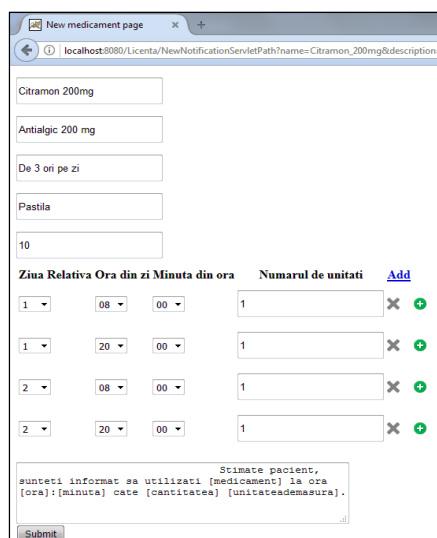 New medicament page
localhost:8080/Licenta/NewNotificationServletPath?name=Citramon_200mg&description=
Citramon 200mg
Antialgic 200 mg
De 3 ori pe zi
Pastila
10
Ziua Relativa Ora din zi Minuta din ora Numarul de unitati Add
1 08 00 1
1 20 00 1
2 08 00 1
2 20 00 1
Stimate pacient,
sunteti informat sa utilizati [medicament] la ora
[ora]:[minuta] cate [cantitatea] [unitateademasura].
Submit